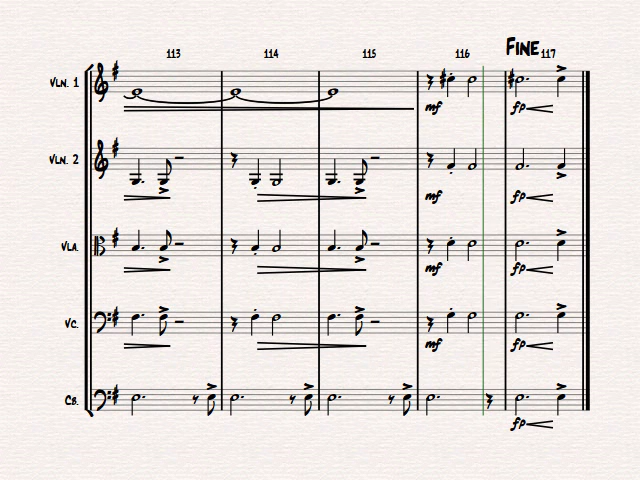 FINE
113 114 115 116 117
VLN. 1
mf fp
VLN. 2
mf fp
VLA.
mf fp
VC.
mf fp
CB.
fp